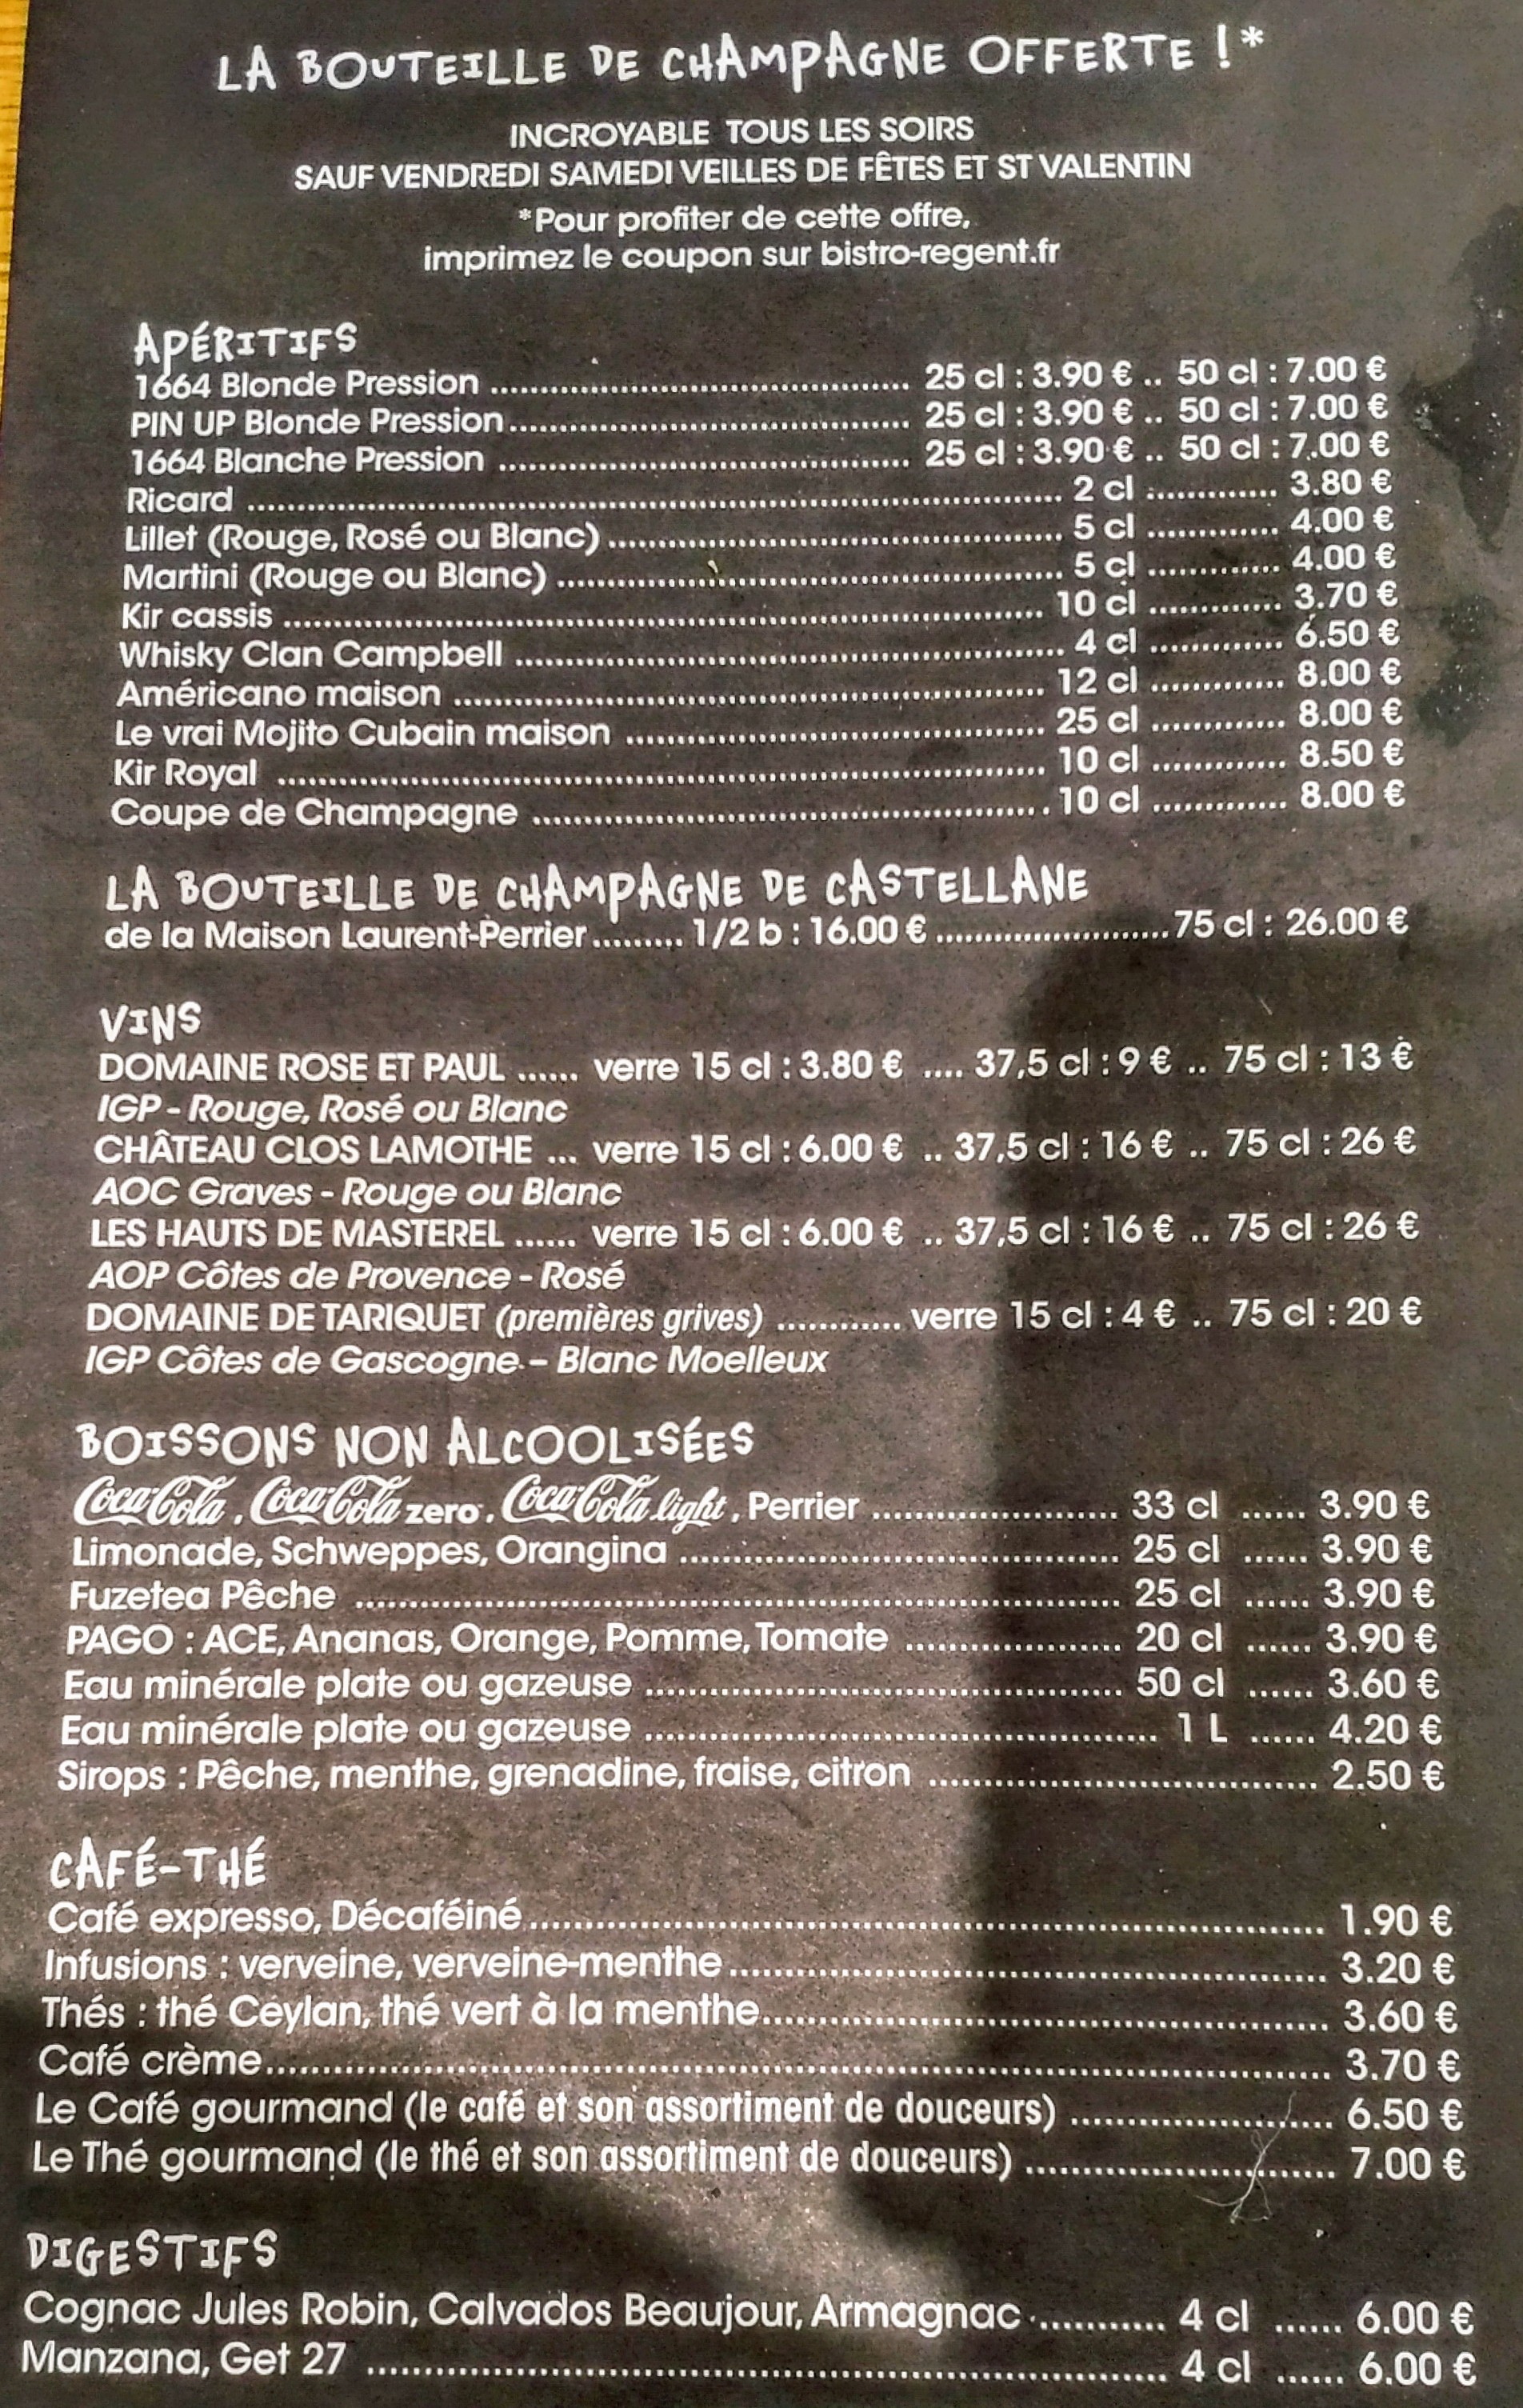 LA BOUTEILLE DE CHAMPAGNE OFFERTE !*
INCROYABLE TOUS LES SOIRS
SAUF VENDREDI SAMEDI VEILLES DE FÊTES ET ST VALENTIN
*Pour profiter de cette offre,
imprimez le coupon sur bistro-regent.fr
APÉRITIFS
1664 Blonde Pression .......... 25 cl : 3.90 € .. 50 cl : 7.00 €
PIN UP Blonde Pression .......... 25 cl : 3.90 € .. 50 cl : 7.00 €
1664 Blanche Pression .......... 25 cl : 3.90 € .. 50 cl : 7.00 €
Ricard .......... 2 cl .......... 3.80 €
Lillet (Rouge, Rosé ou Blanc) .......... 5 cl .......... 4.00 €
Martini (Rouge ou Blanc) .......... 5 cl .......... 4.00 €
Kir cassis .......... 10 cl .......... 3.70 €
Whisky Clan Campbell .......... 4 cl .......... 6.50 €
Américano maison .......... 12 cl .......... 8.00 €
Le vrai Mojito Cubain maison .......... 25 cl .......... 8.00 €
Kir Royal .......... 10 cl .......... 8.50 €
Coupe de Champagne .......... 10 cl .......... 8.00 €
LA BOUTEILLE DE CHAMPAGNE DE CASTELLANE
de la Maison Laurent-Perrier ......... 1/2 b : 16.00 € .......... 75 cl : 26.00 €
VINS
DOMAINE ROSE ET PAUL ...... verre 15 cl : 3.80 € .... 37,5 cl : 9 € .. 75 cl : 13 €
IGP - Rouge, Rosé ou Blanc
CHÂTEAU CLOS LAMOTHE ... verre 15 cl : 6.00 € .. 37,5 cl : 16 € .. 75 cl : 26 €
AOC Graves - Rouge ou Blanc
LES HAUTS DE MASTEREL ...... verre 15 cl : 6.00 € .. 37,5 cl : 16 € .. 75 cl : 26 €
AOP Côtes de Provence - Rosé
DOMAINE DE TARIQUET (premières grives) ............ verre 15 cl : 4 € .. 75 cl : 20 €
IGP Côtes de Gascogne – Blanc Moelleux
BOISSONS NON ALCOOLISÉES
Coca-Cola, Coca-Cola zero, Coca-Cola light, Perrier .......... 33 cl ...... 3.90 €
Limonade, Schweppes, Orangina .......... 25 cl ...... 3.90 €
Fuzetea Pêche .......... 25 cl ...... 3.90 €
PAGO : ACE, Ananas, Orange, Pomme, Tomate .......... 20 cl ...... 3.90 €
Eau minérale plate ou gazeuse .......... 50 cl ...... 3.60 €
Eau minérale plate ou gazeuse .......... 1 L ...... 4.20 €
Sirops : Pêche, menthe, grenadine, fraise, citron .......... 2.50 €
CAFÉ-THÉ
Café expresso, Décaféiné .......... 1.90 €
Infusions : verveine, verveine-menthe .......... 3.20 €
Thés : thé Ceylan, thé vert à la menthe .......... 3.60 €
Café crème .......... 3.70 €
Le Café gourmand (le café et son assortiment de douceurs) .......... 6.50 €
Le Thé gourmand (le thé et son assortiment de douceurs) .......... 7.00 €
DIGESTIFS
Cognac Jules Robin, Calvados Beaujour, Armagnac .......... 4 cl ...... 6.00 €
Manzana, Get 27 .......... 4 cl ...... 6.00 €